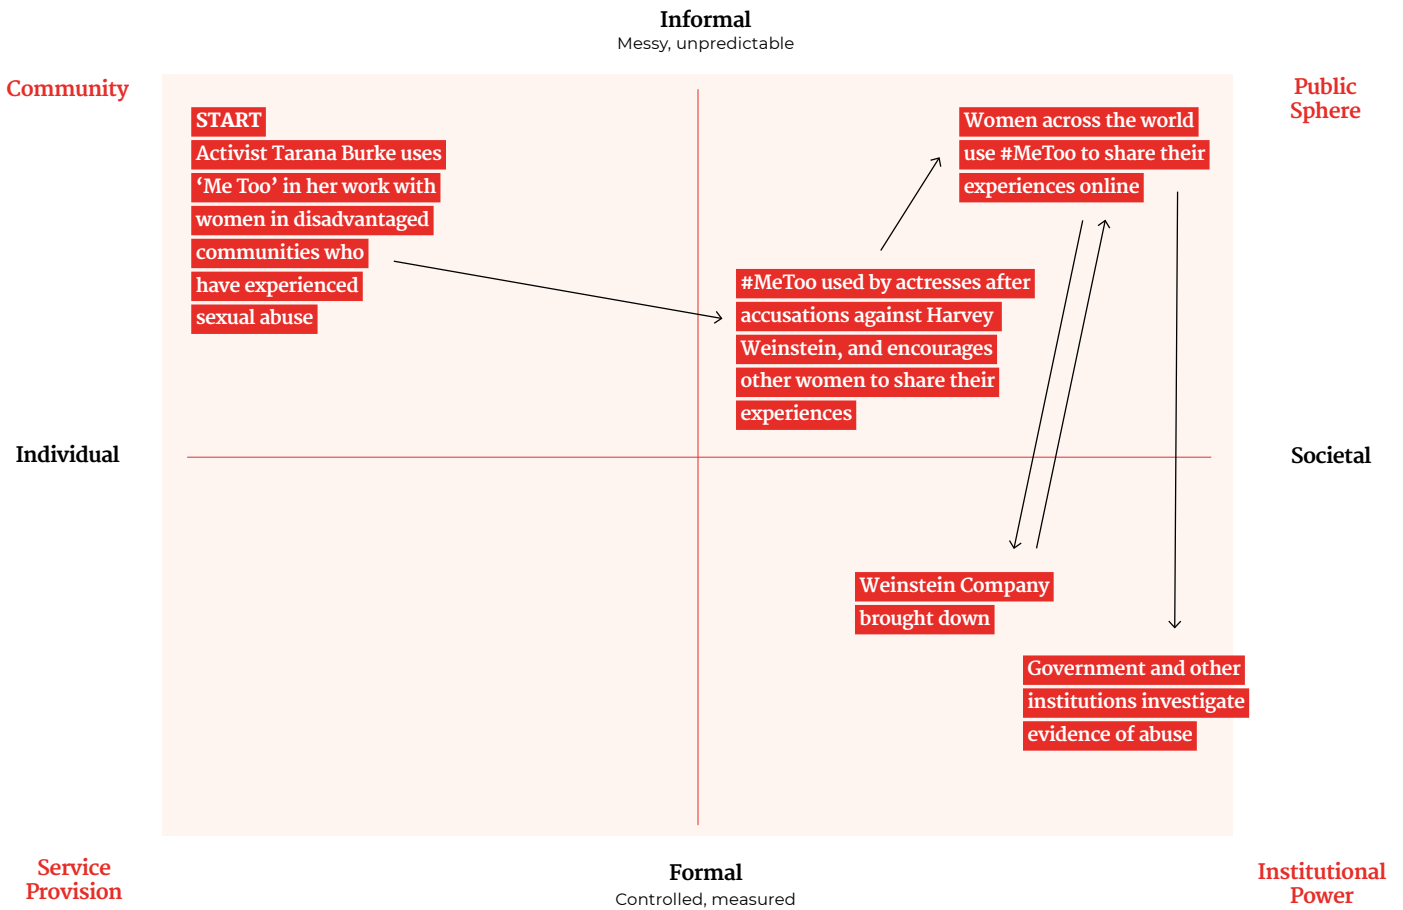 Informal
Messy, unpredictable
Community
Public
Sphere
START
Activist Tarana Burke uses
‘Me Too’ in her work with
women in disadvantaged
communities who
have experienced
sexual abuse
Women across the world
use #MeToo to share their
experiences online
#MeToo used by actresses after
accusations against Harvey
Weinstein, and encourages
other women to share their
experiences
Individual
Societal
Weinstein Company
brought down
Government and other
institutions investigate
evidence of abuse
Service
Provision
Formal
Controlled, measured
Institutional
Power